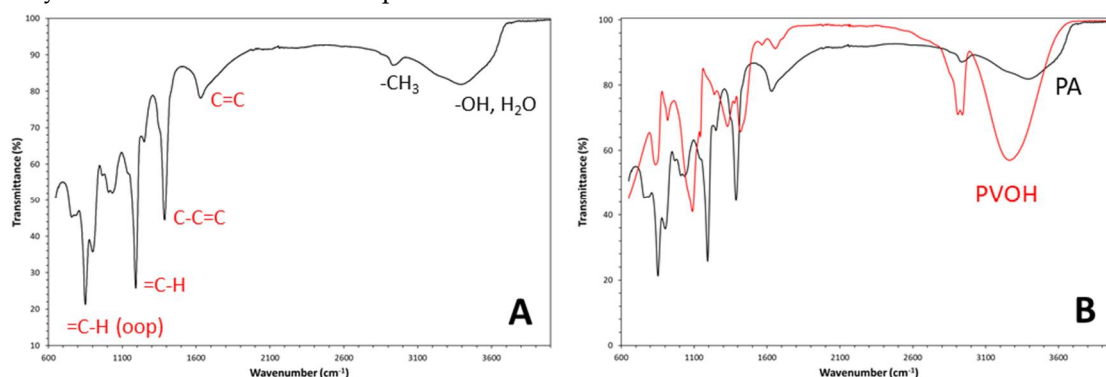 100
90
80
70
60
50
40
30
20
10
600
1100
1600
2100
2600
3100
3600
Transmittance (%)
Wavenumber (cm-1)
C=C
-CH3
-OH, H2O
C-C=C
=C-H
=C-H (oop)
A
100
80
60
40
20
0
600
1100
1600
2100
2600
3100
3600
Transmittance (%)
Wavenumber (cm-1)
PA
PVOH
B